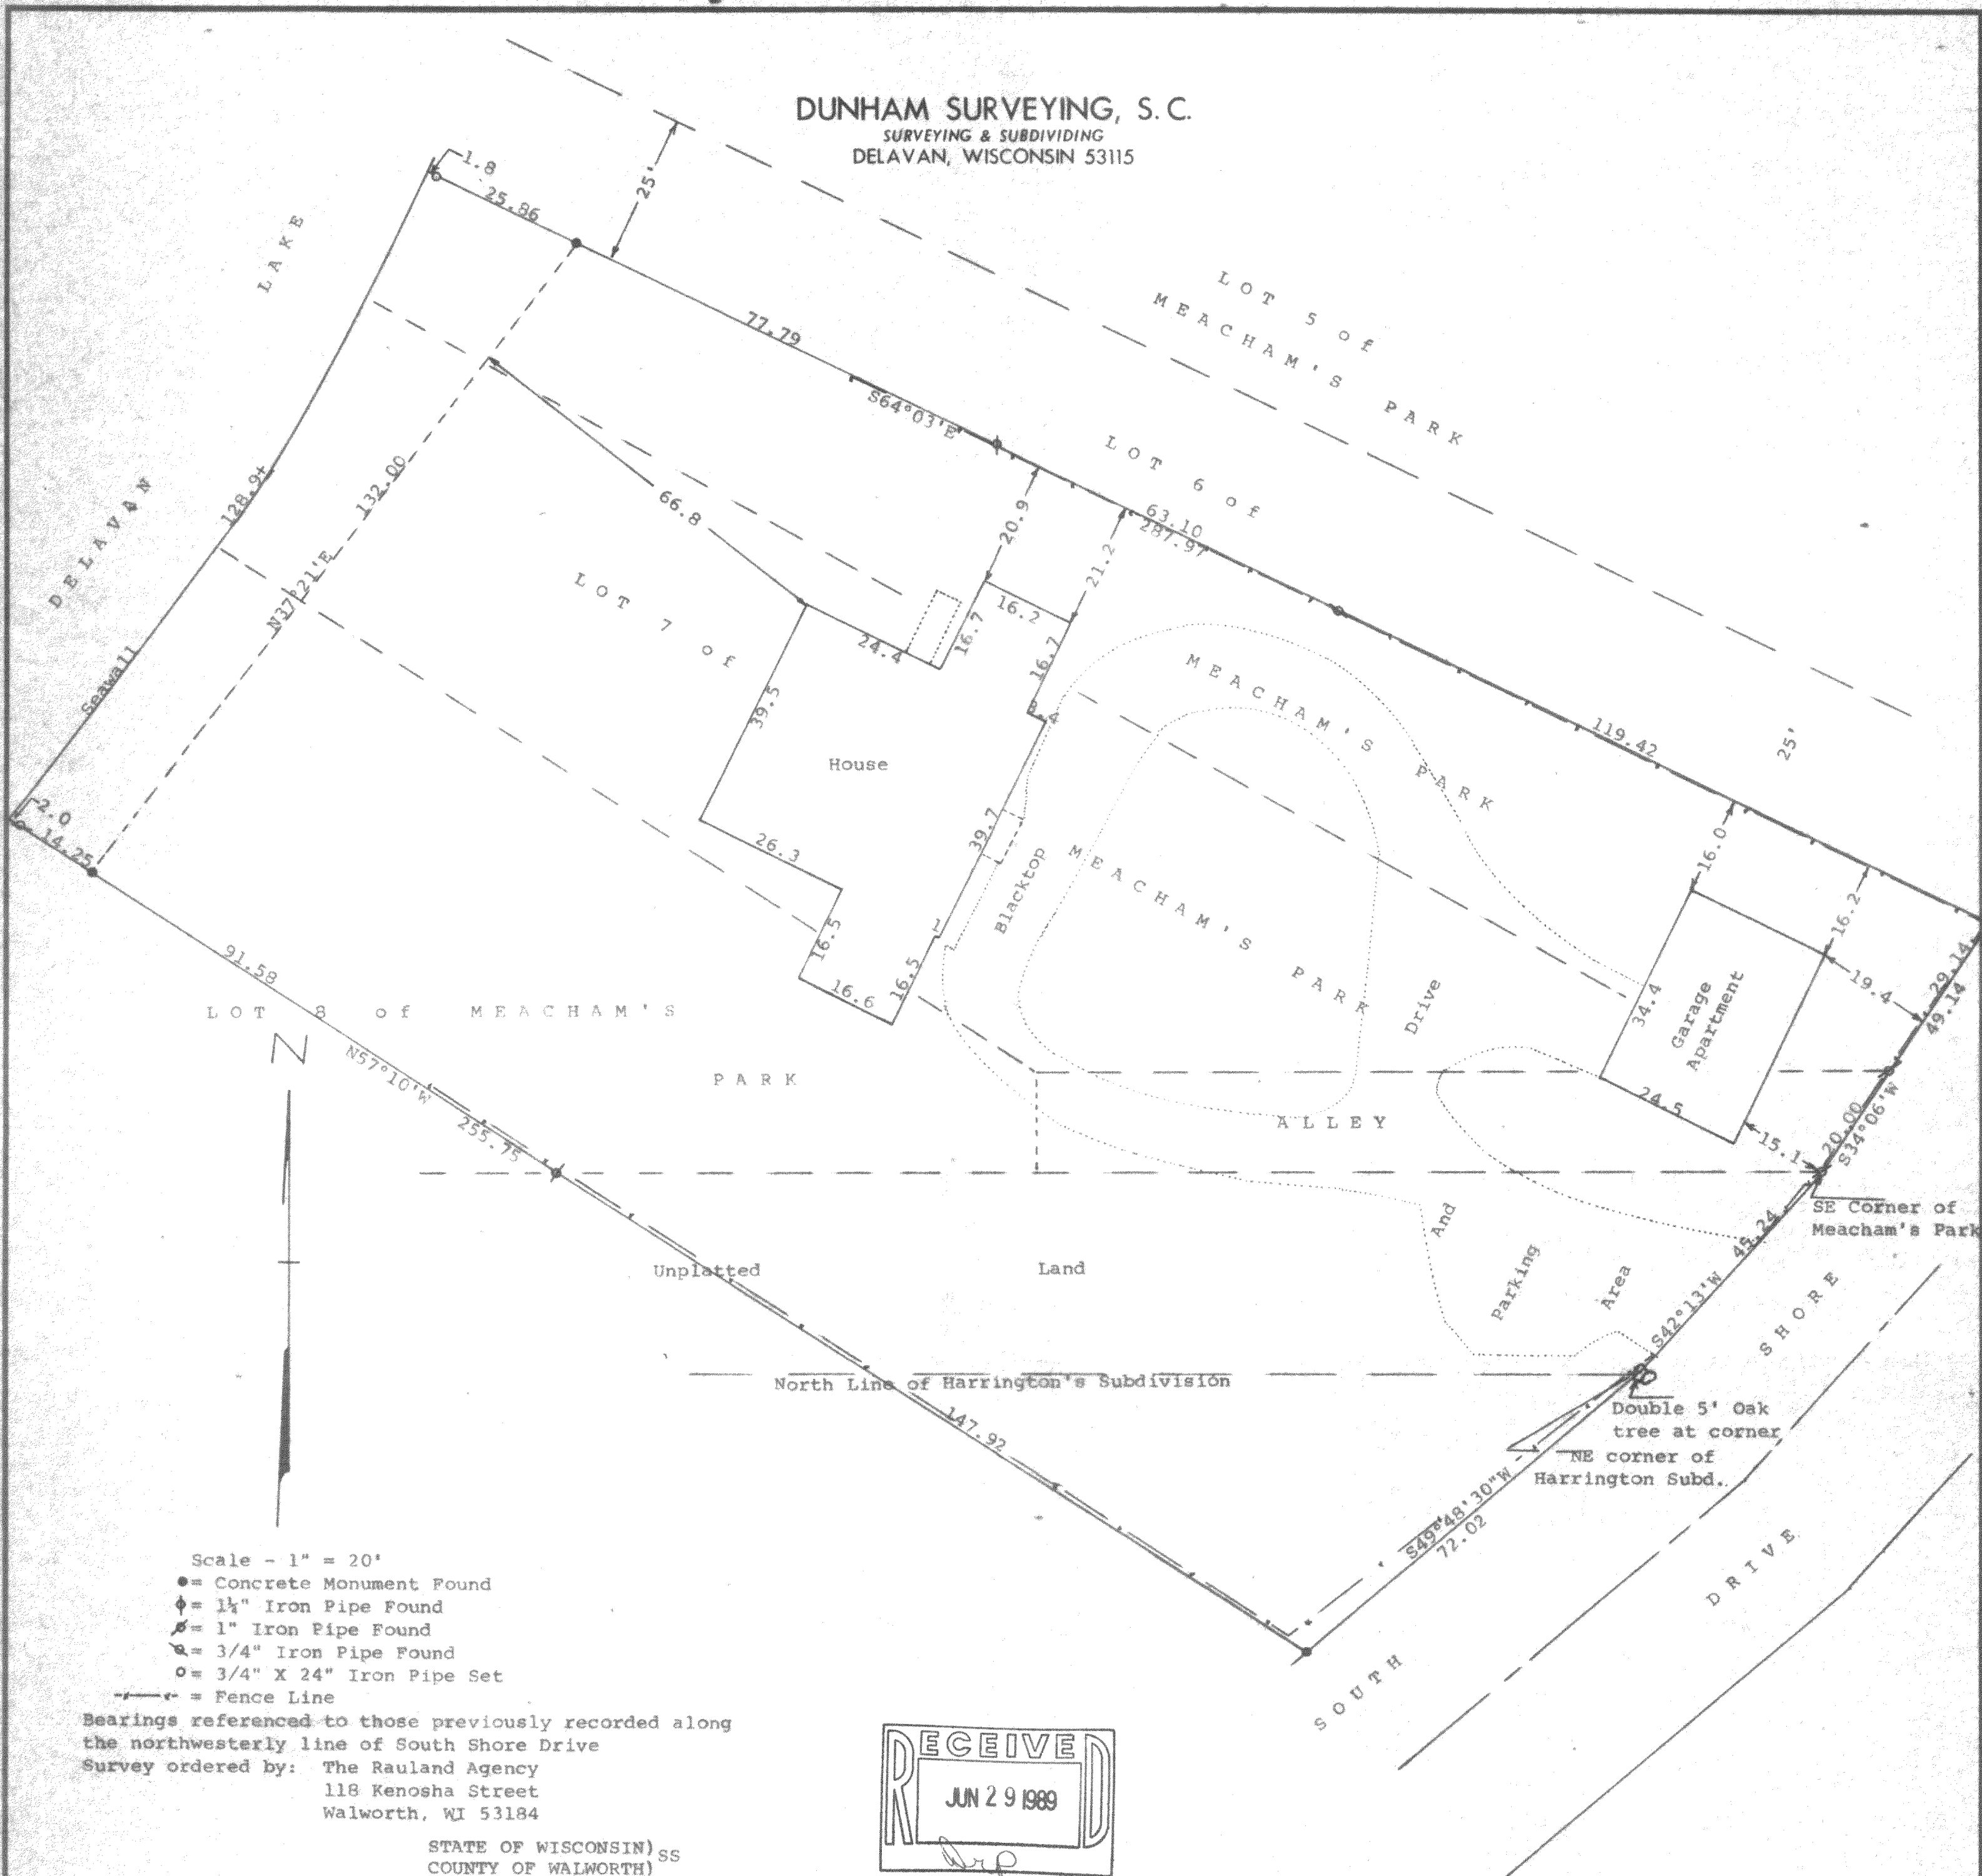 DUNHAM SURVEYING, S.C.
SURVEYING & SUBDIVIDING
DELAVAN, WISCONSIN 53115
1.8
25.86
25'
LAKE
DELAVAN
77.79
S64°03'E
LOT 5 of
MEACHAM'S PARK
LOT 6 of
MEACHAM'S PARK
63.10
287.97
119.42
25'
128.9±
132.00
N37°21'E
Seawall
66.8
LOT 7 of
MEACHAM'S PARK
20.9
21.2
16.2
16.7
16.7
24.4
39.5
House
39.7
26.3
16.5
16.6
16.5
1
Blacktop
Drive
And
Parking
Area
16.0
16.2
19.4
29.14
49.14
34.4
Garage
Apartment
24.5
15.1
20.00
S34°06'W
2.0
14.25
91.58
LOT 8 of MEACHAM'S
PARK
N
N57°10'W
255.75
ALLEY
SE Corner of
Meacham's Park
45.24
S42°13'W
Unplatted Land
North Line of Harrington's Subdivision
147.92
Double 5' Oak
tree at corner
NE corner of
Harrington Subd.
S49°48'30"W
72.02
SOUTH SHORE DRIVE
Scale - 1" = 20'
= Concrete Monument Found
= 1¼" Iron Pipe Found
= 1" Iron Pipe Found
= 3/4" Iron Pipe Found
= 3/4" X 24" Iron Pipe Set
= Fence Line
Bearings referenced to those previously recorded along
the northwesterly line of South Shore Drive
Survey ordered by: The Rauland Agency
118 Kenosha Street
Walworth, WI 53184
STATE OF WISCONSIN) SS
COUNTY OF WALWORTH)
RECEIVED
JUN 29 1989